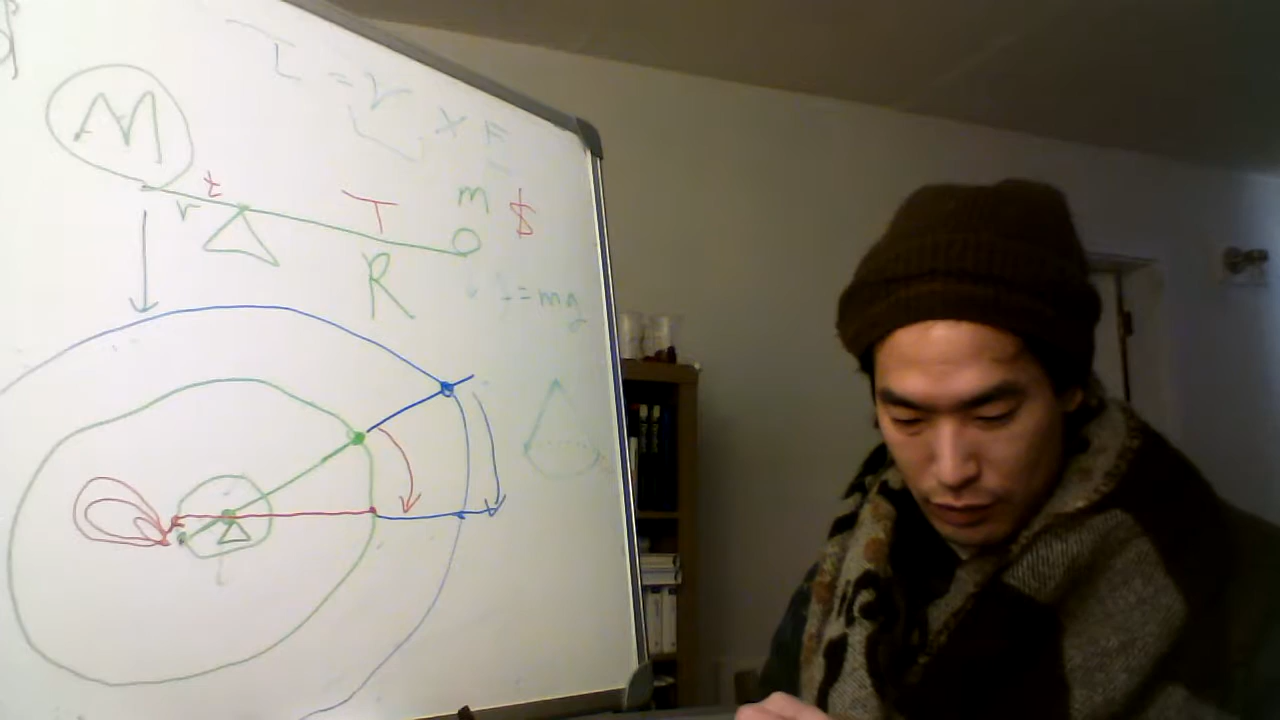 τ = r x F
M
t
T
m $
r
R
= mg